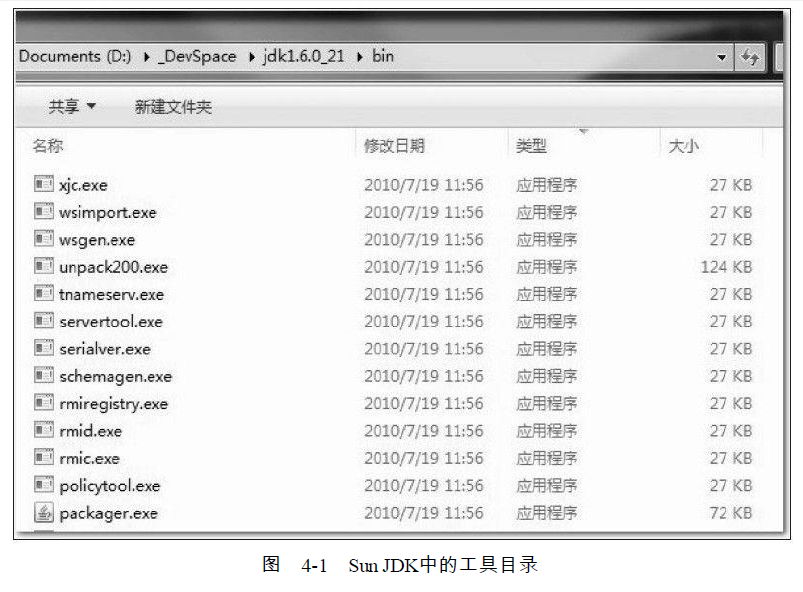 Documents (D:) ▸ _DevSpace ▸ jdk1.6.0_21 ▸ bin
共享 ▼ 新建文件夹
名称 修改日期 类型 大小
xjc.exe 2010/7/19 11:56 应用程序 27 KB
wsimport.exe 2010/7/19 11:56 应用程序 27 KB
wsgen.exe 2010/7/19 11:56 应用程序 27 KB
unpack200.exe 2010/7/19 11:56 应用程序 124 KB
tnameserv.exe 2010/7/19 11:56 应用程序 27 KB
servertool.exe 2010/7/19 11:56 应用程序 27 KB
serialver.exe 2010/7/19 11:56 应用程序 27 KB
schemagen.exe 2010/7/19 11:56 应用程序 27 KB
rmiregistry.exe 2010/7/19 11:56 应用程序 27 KB
rmid.exe 2010/7/19 11:56 应用程序 27 KB
rmic.exe 2010/7/19 11:56 应用程序 27 KB
policytool.exe 2010/7/19 11:56 应用程序 27 KB
packager.exe 2010/7/19 11:56 应用程序 72 KB
图 4-1 Sun JDK中的工具目录